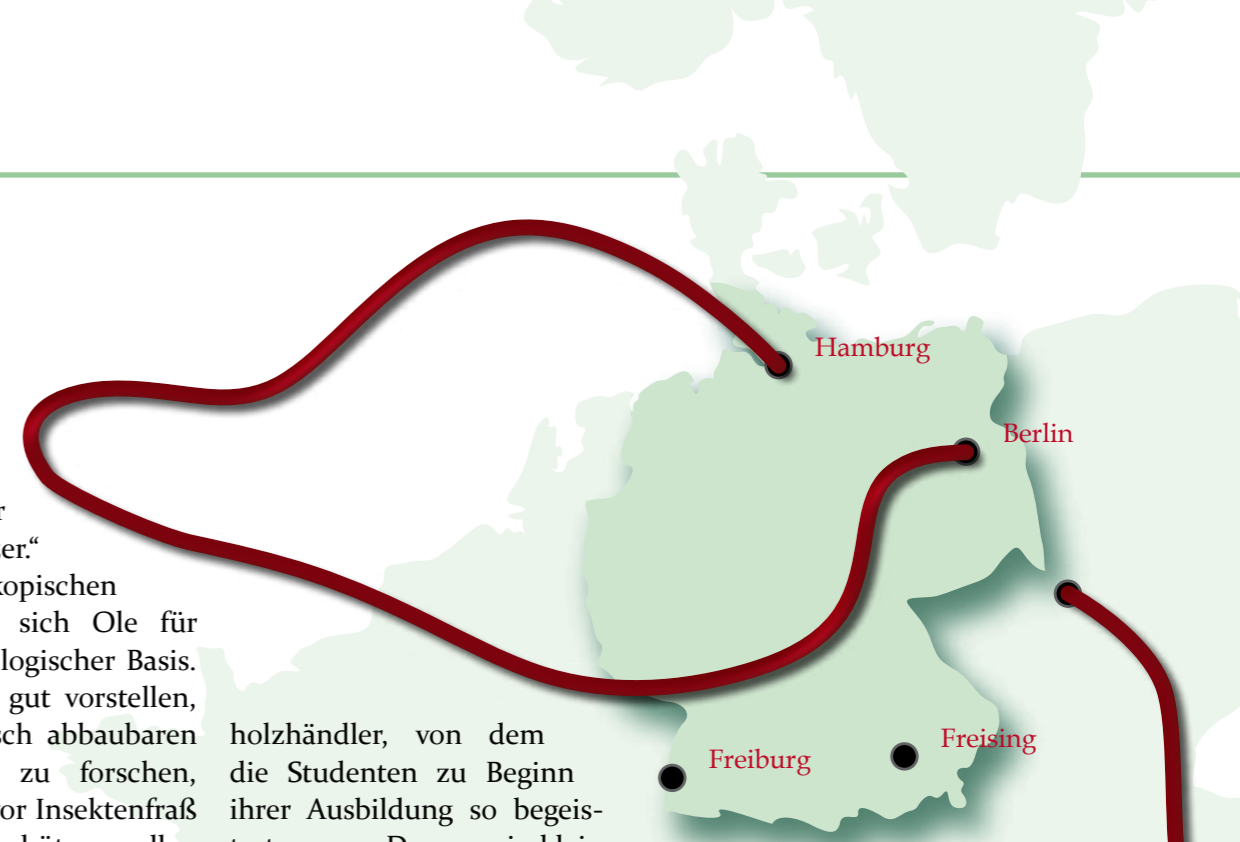 r
er.“
kopischen
sich Ole für
logischer Basis.
gut vorstellen,
sch abbaubaren
zu forschen,
vor Insektenfraß
holzhändler, von dem
die Studenten zu Beginn
ihrer Ausbildung so begeis-
Hamburg
Berlin
Freiburg
Freising